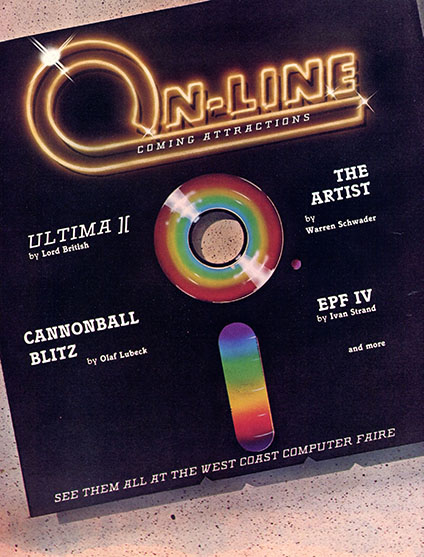 ON-LINE
COMING ATTRACTIONS
ULTIMA ][
by Lord British
THE
ARTIST
by
Warren Schwader
CANNONBALL
BLITZ by Olaf Lubeck
EPF IV
by Ivan Strand
and more
SEE THEM ALL AT THE WEST COAST COMPUTER FAIRE